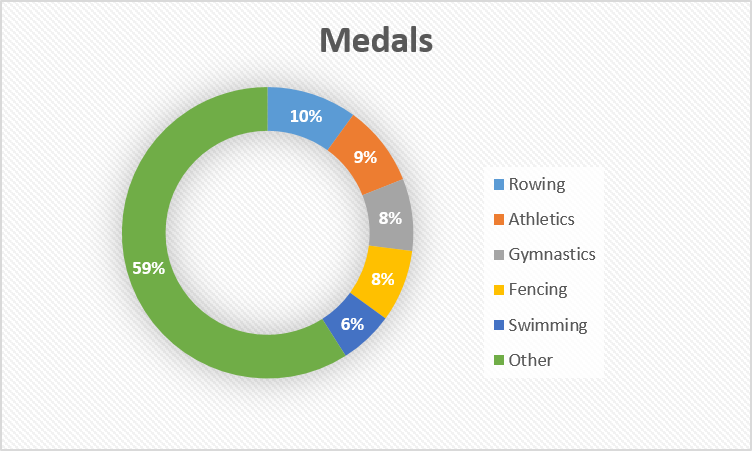 Medals
10%
9%
8%
8%
6%
59%
Rowing
Athletics
Gymnastics
Fencing
Swimming
Other